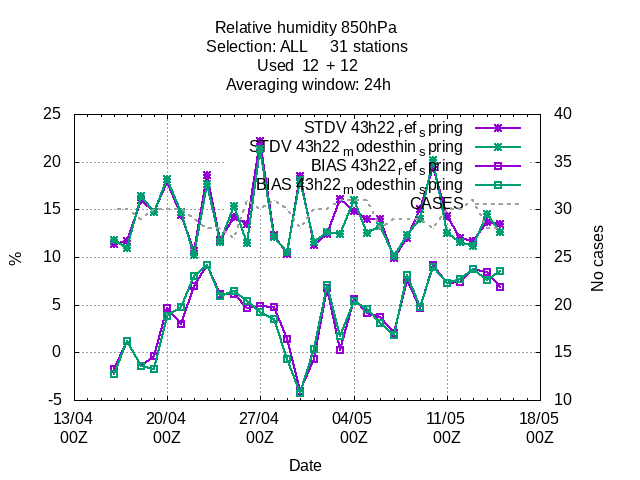 Relative humidity 850hPa
Selection: ALL 31 stations
Used 12 + 12
Averaging window: 24h
25
20
15
10
5
0
-5
40
35
30
25
20
15
10
STDV 43h22_ref_spring
STDV 43h22_modesthin_spring
BIAS 43h22_ref_spring
BIAS 43h22_modesthin_spring
CASES
%
No cases
13/04 20/04 27/04 04/05 11/05 18/05
00Z 00Z 00Z 00Z 00Z 00Z
Date